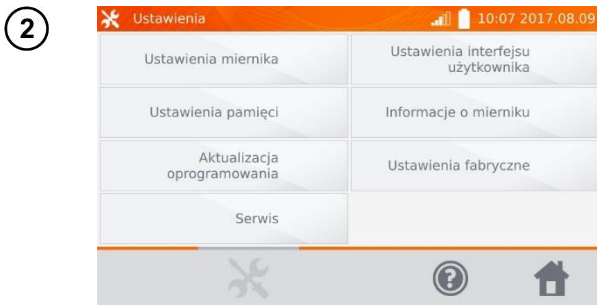 2
Ustawienia
10:07 2017.08.09
Ustawienia miernika
Ustawienia interfejsu
użytkownika
Ustawienia pamięci
Informacje o mierniku
Aktualizacja
oprogramowania
Ustawienia fabryczne
Serwis
?